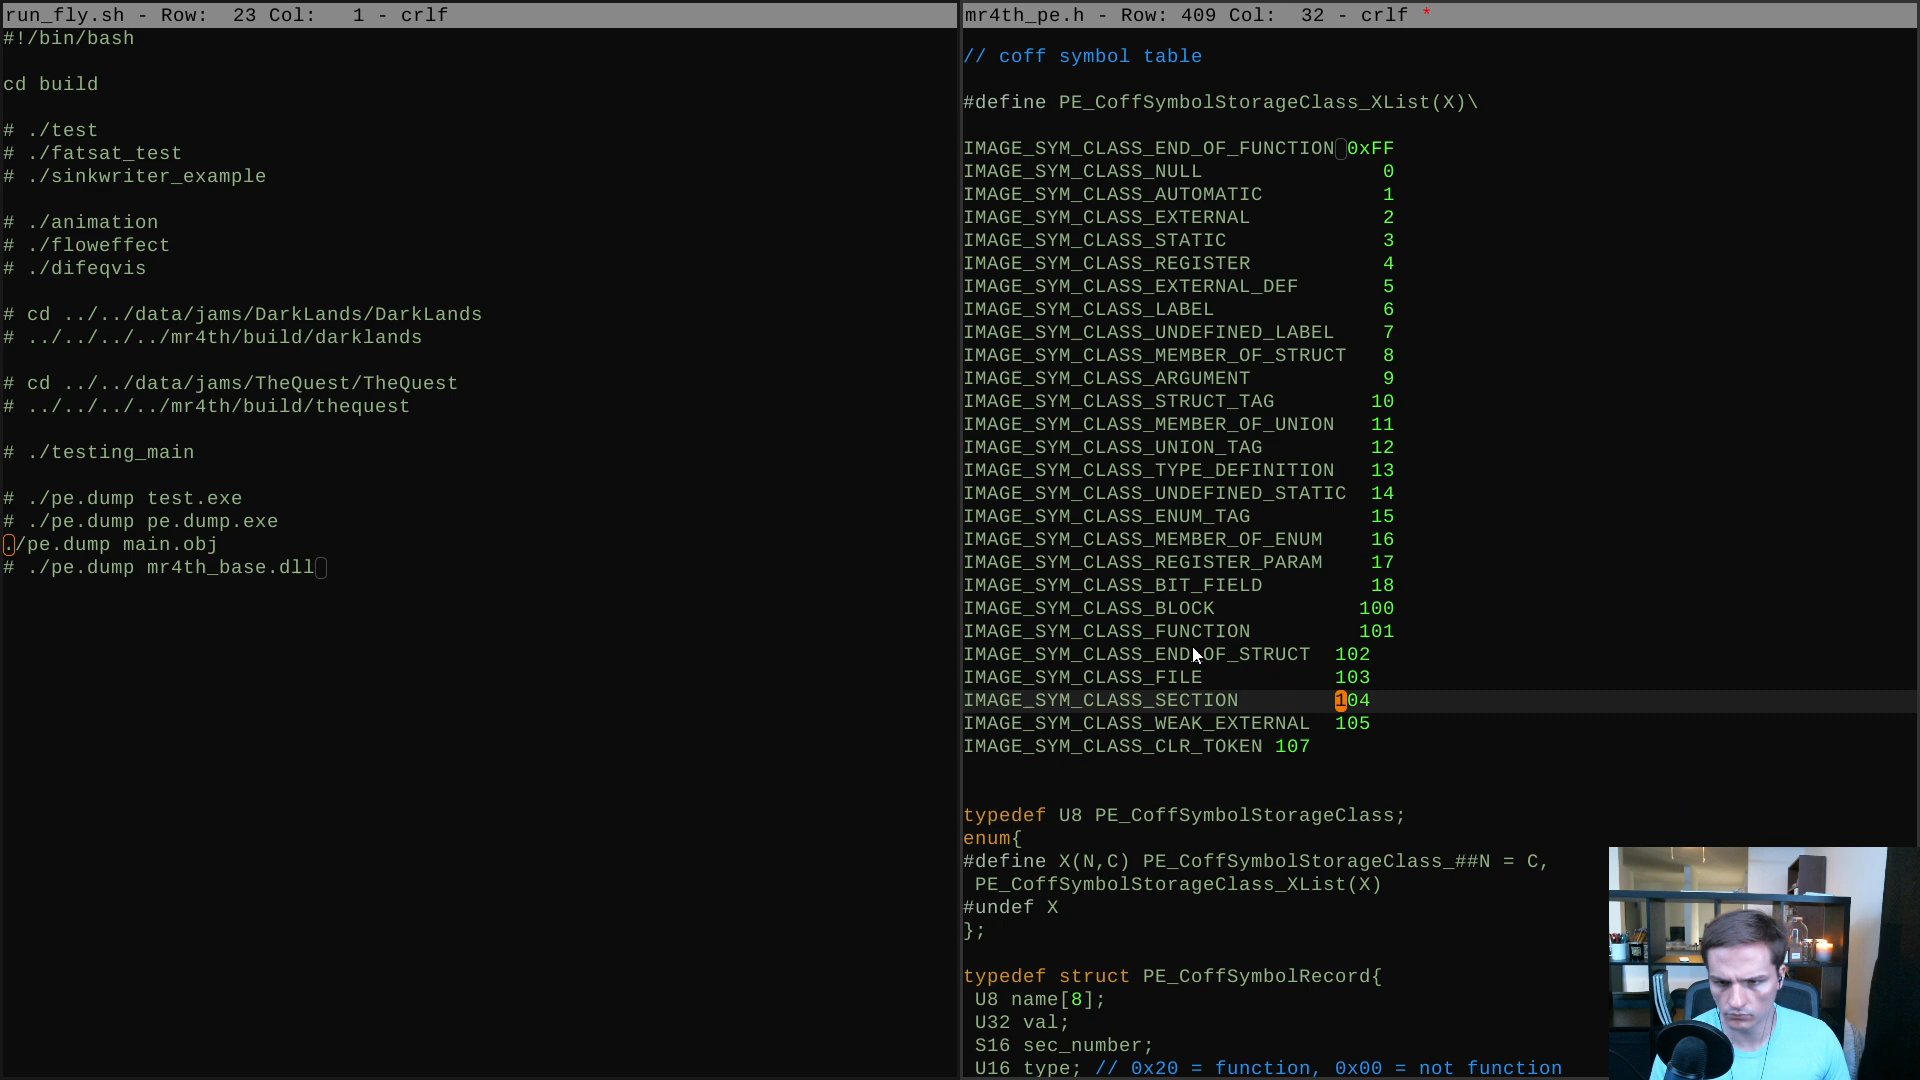 run_fly.sh - Row:  23 Col:   1 - crlf
#!/bin/bash
cd build
# ./test
# ./fatsat_test
# ./sinkwriter_example
# ./animation
# ./floweffect
# ./difeqvis
# cd ../../data/jams/DarkLands/DarkLands
# ../../../../mr4th/build/darklands
# cd ../../data/jams/TheQuest/TheQuest
# ../../../../mr4th/build/thequest
# ./testing_main
# ./pe.dump test.exe
# ./pe.dump pe.dump.exe
./pe.dump main.obj
# ./pe.dump mr4th_base.dll
mr4th_pe.h - Row: 409 Col:  32 - crlf *
// coff symbol table
#define PE_CoffSymbolStorageClass_XList(X)\
IMAGE_SYM_CLASS_END_OF_FUNCTION 0xFF
IMAGE_SYM_CLASS_NULL               0
IMAGE_SYM_CLASS_AUTOMATIC          1
IMAGE_SYM_CLASS_EXTERNAL           2
IMAGE_SYM_CLASS_STATIC             3
IMAGE_SYM_CLASS_REGISTER           4
IMAGE_SYM_CLASS_EXTERNAL_DEF       5
IMAGE_SYM_CLASS_LABEL              6
IMAGE_SYM_CLASS_UNDEFINED_LABEL    7
IMAGE_SYM_CLASS_MEMBER_OF_STRUCT   8
IMAGE_SYM_CLASS_ARGUMENT           9
IMAGE_SYM_CLASS_STRUCT_TAG        10
IMAGE_SYM_CLASS_MEMBER_OF_UNION   11
IMAGE_SYM_CLASS_UNION_TAG         12
IMAGE_SYM_CLASS_TYPE_DEFINITION   13
IMAGE_SYM_CLASS_UNDEFINED_STATIC  14
IMAGE_SYM_CLASS_ENUM_TAG          15
IMAGE_SYM_CLASS_MEMBER_OF_ENUM    16
IMAGE_SYM_CLASS_REGISTER_PARAM    17
IMAGE_SYM_CLASS_BIT_FIELD         18
IMAGE_SYM_CLASS_BLOCK            100
IMAGE_SYM_CLASS_FUNCTION         101
IMAGE_SYM_CLASS_END_OF_STRUCT  102
IMAGE_SYM_CLASS_FILE           103
IMAGE_SYM_CLASS_SECTION        104
IMAGE_SYM_CLASS_WEAK_EXTERNAL  105
IMAGE_SYM_CLASS_CLR_TOKEN 107
typedef U8 PE_CoffSymbolStorageClass;
enum{
#define X(N,C) PE_CoffSymbolStorageClass_##N = C,
 PE_CoffSymbolStorageClass_XList(X)
#undef X
};
typedef struct PE_CoffSymbolRecord{
 U8 name[8];
 U32 val;
 S16 sec_number;
 U16 type; // 0x20 = function, 0x00 = not function